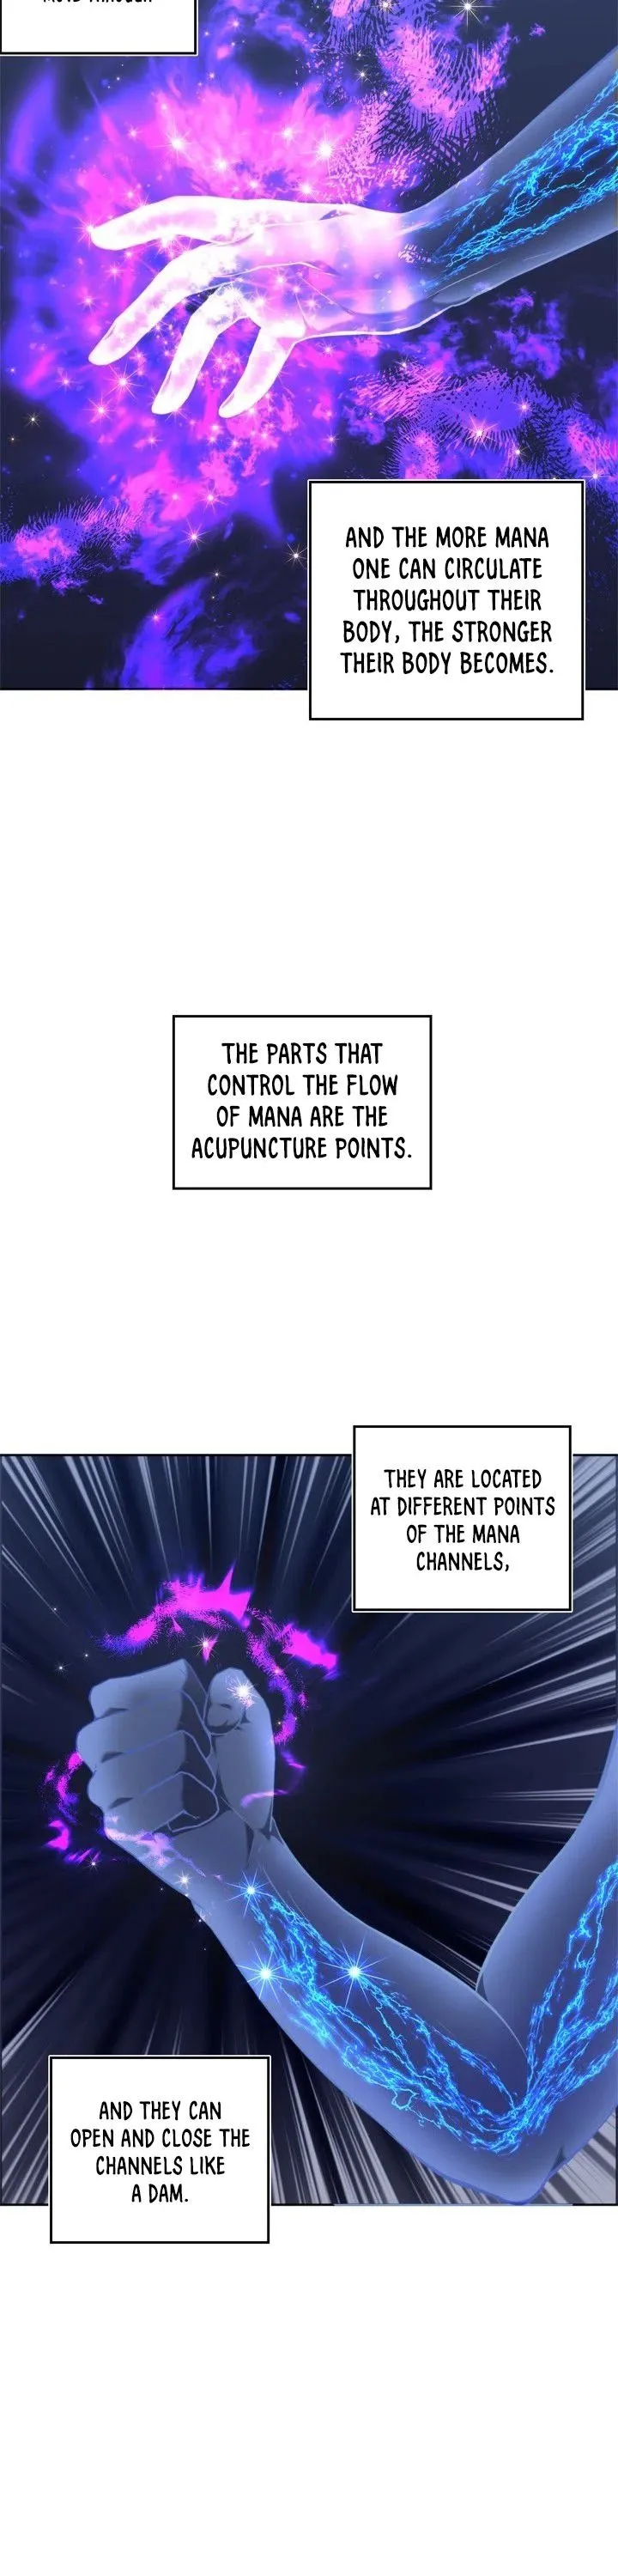 AND THE MORE MANA
ONE CAN CIRCULATE
THROUGHOUT THEIR
BODY, THE STRONGER
THEIR BODY BECOMES.
THE PARTS THAT
CONTROL THE FLOW
OF MANA ARE THE
ACUPUNCTURE POINTS.
THEY ARE LOCATED
AT DIFFERENT POINTS
OF THE MANA
CHANNELS,
AND THEY CAN
OPEN AND CLOSE THE
CHANNELS LIKE
A DAM.